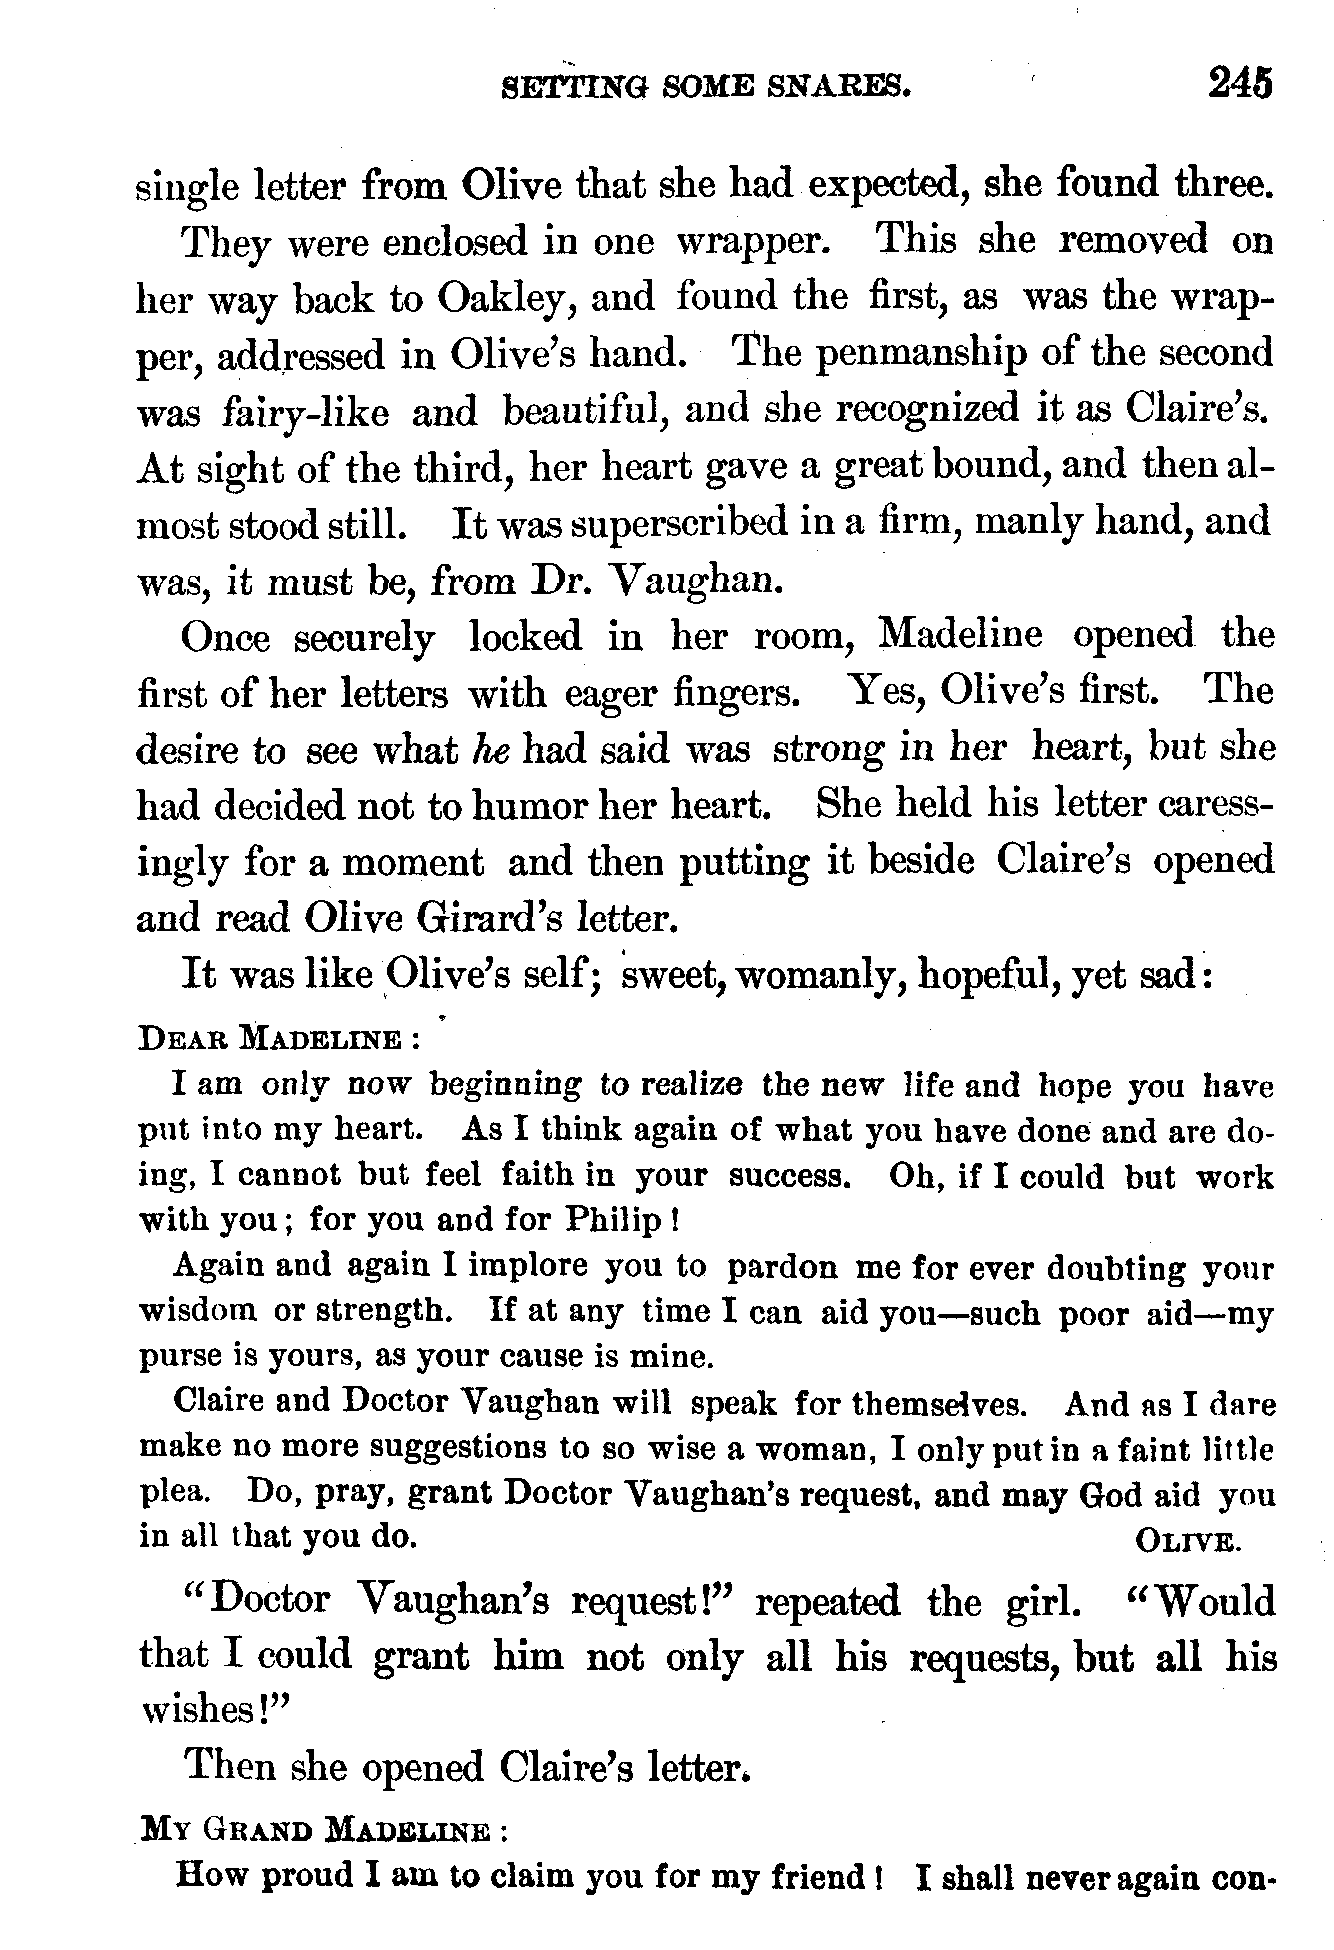 SETTING SOME SNARES. 245
single letter from Olive that she had expected, she found three.
They were enclosed in one wrapper. This she removed on
her way back to Oakley, and found the first, as was the wrap-
per, addressed in Olive's hand. The penmanship of the second
was fairy-like and beautiful, and she recognized it as Claire's.
At sight of the third, her heart gave a great bound, and then al-
most stood still. It was superscribed in a firm, manly hand, and
was, it must be, from Dr. Vaughan.
Once securely locked in her room, Madeline opened the
first of her letters with eager fingers. Yes, Olive's first. The
desire to see what he had said was strong in her heart, but she
had decided not to humor her heart. She held his letter caress-
ingly for a moment and then putting it beside Claire's opened
and read Olive Girard's letter.
It was like Olive's self; sweet, womanly, hopeful, yet sad:
DEAR MADELINE:
I am only now beginning to realize the new life and hope you have
put into my heart. As I think again of what you have done and are do-
ing, I cannot but feel faith in your success. Oh, if I could but work
with you; for you and for Philip!
Again and again I implore you to pardon me for ever doubting your
wisdom or strength. If at any time I can aid you—such poor aid—my
purse is yours, as your cause is mine.
Claire and Doctor Vaughan will speak for themselves. And as I dare
make no more suggestions to so wise a woman, I only put in a faint little
plea. Do, pray, grant Doctor Vaughan's request, and may God aid you
in all that you do. OLIVE.
"Doctor Vaughan's request!" repeated the girl. "Would
that I could grant him not only all his requests, but all his
wishes!"
Then she opened Claire's letter.
MY GRAND MADELINE:
How proud I am to claim you for my friend! I shall never again con-